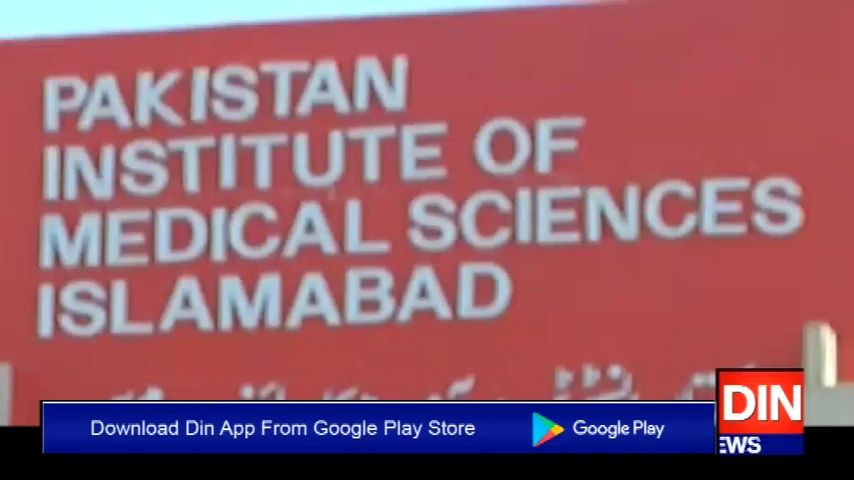 PAKISTAN
INSTITUTE OF
MEDICAL SCIENCES
ISLAMABAD
Download Din App From Google Play Store
Google Play
DIN
EWS